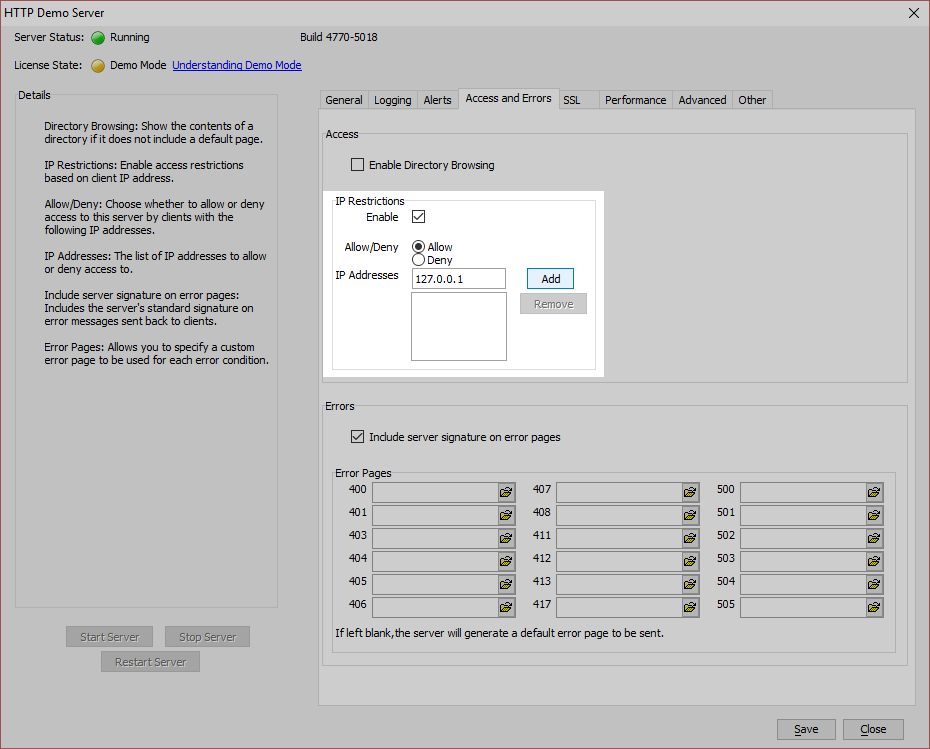 HTTP Demo Server
Server Status: Running
Build 4770-5018
License State: Demo Mode Understanding Demo Mode
Details
Directory Browsing: Show the contents of a
directory if it does not include a default page.
IP Restrictions: Enable access restrictions
based on client IP address.
Allow/Deny: Choose whether to allow or deny
access to this server by clients with the
following IP addresses.
IP Addresses: The list of IP addresses to allow
or deny access to.
Include server signature on error pages:
Includes the server's standard signature on
error messages sent back to clients.
Error Pages: Allows you to specify a custom
error page to be used for each error condition.
Start Server Stop Server
Restart Server
General Logging Alerts Access and Errors SSL Performance Advanced Other
Access
Enable Directory Browsing
IP Restrictions
Enable
Allow/Deny Allow
Deny
IP Addresses 127.0.0.1 Add
Remove
Errors
Include server signature on error pages
Error Pages
400 407 500
401 408 501
403 411 502
404 412 503
405 413 504
406 417 505
If left blank,the server will generate a default error page to be sent.
Save Close